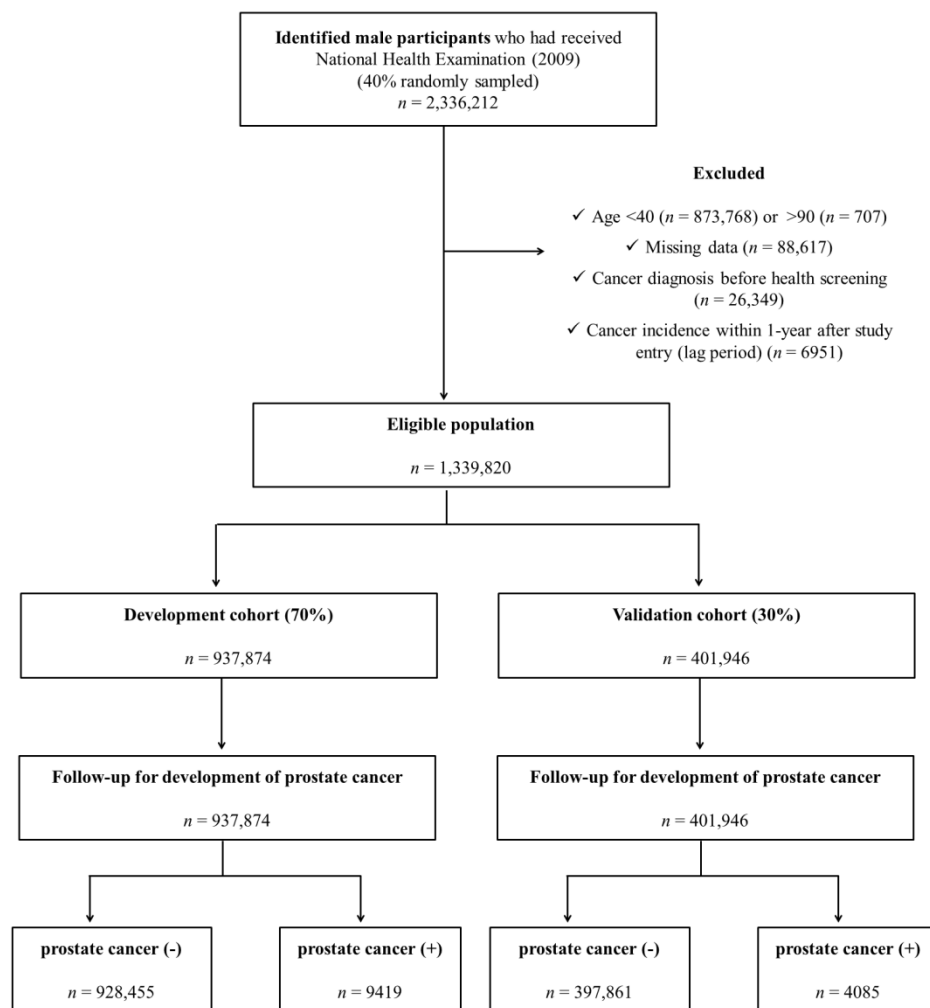 Identified male participants who had received
National Health Examination (2009)
(40% randomly sampled)
n = 2,336,212
Excluded
✓ Age <40 (n = 873,768) or >90 (n = 707)
✓ Missing data (n = 88,617)
✓ Cancer diagnosis before health screening
(n = 26,349)
✓ Cancer incidence within 1-year after study
entry (lag period) (n = 6951)
Eligible population
n = 1,339,820
Development cohort (70%)
n = 937,874
Validation cohort (30%)
n = 401,946
Follow-up for development of prostate cancer
n = 937,874
Follow-up for development of prostate cancer
n = 401,946
prostate cancer (-)
n = 928,455
prostate cancer (+)
n = 9419
prostate cancer (-)
n = 397,861
prostate cancer (+)
n = 4085